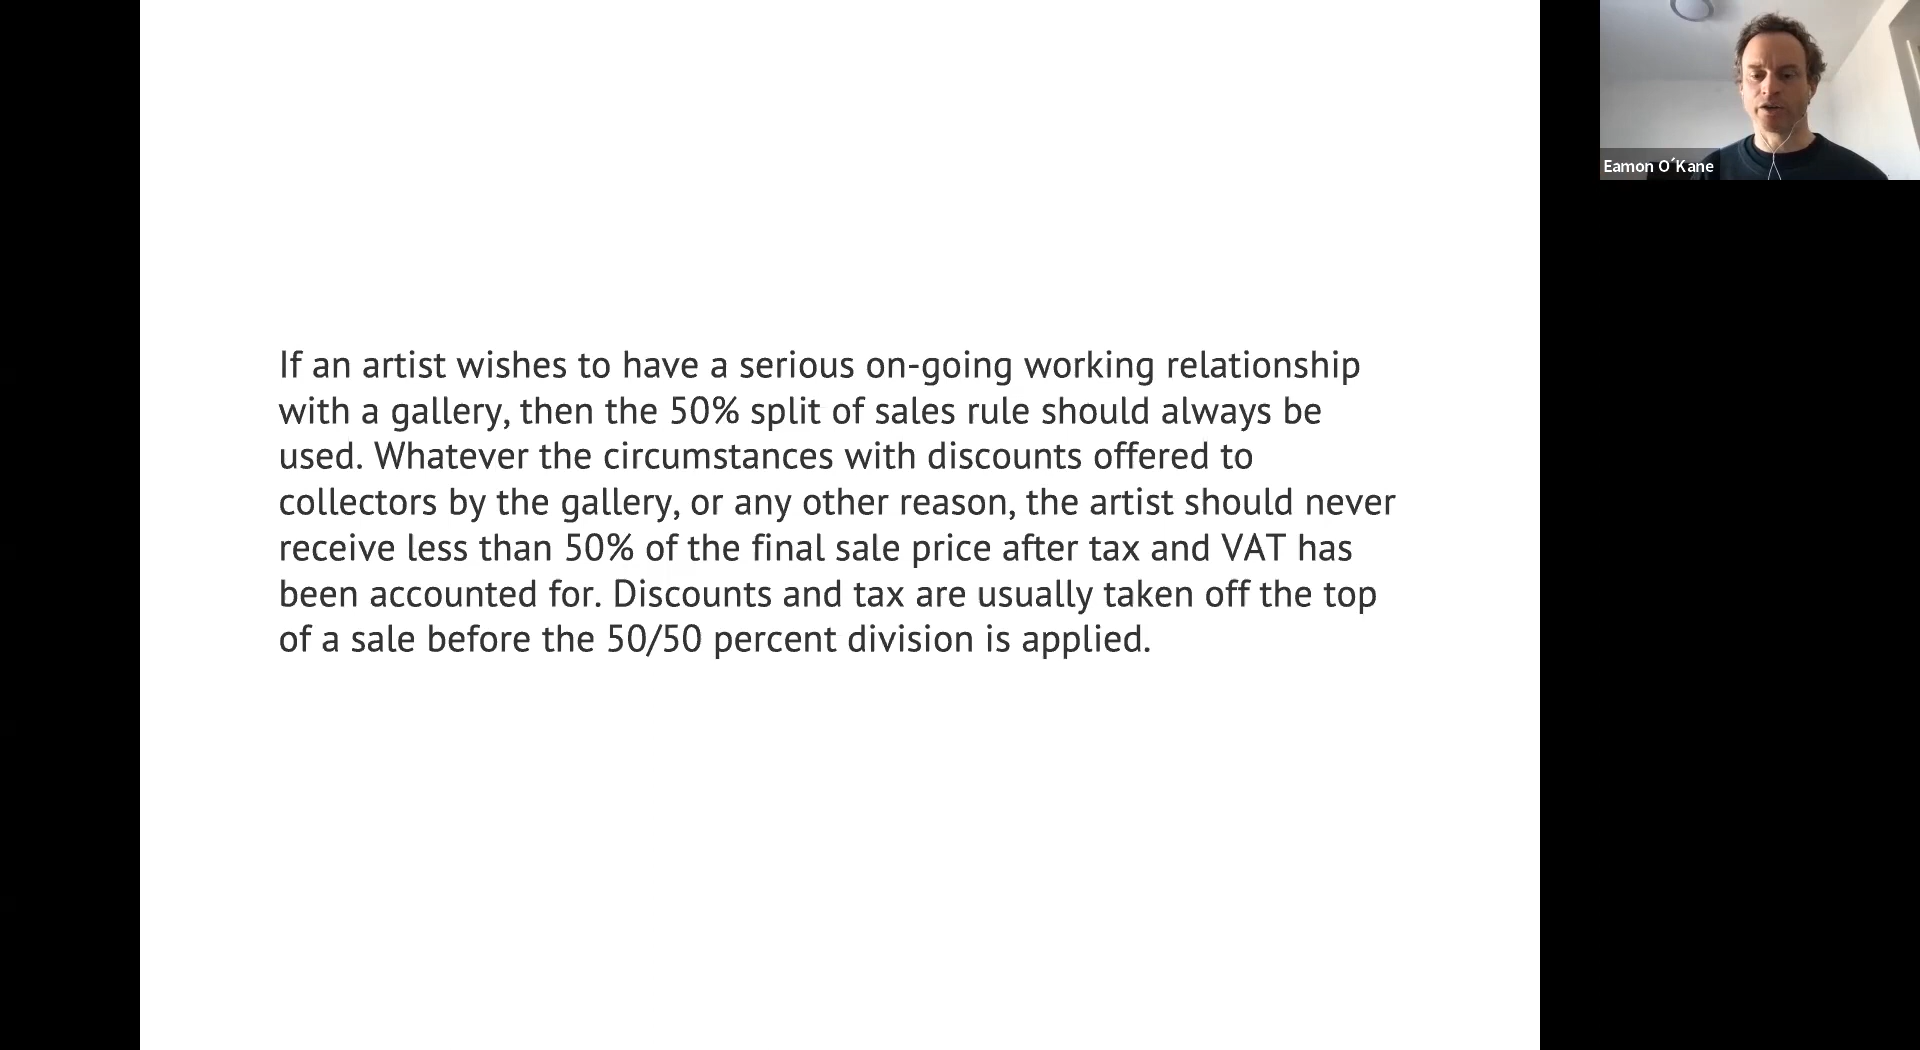 If an artist wishes to have a serious on-going working relationship
with a gallery, then the 50% split of sales rule should always be
used. Whatever the circumstances with discounts offered to
collectors by the gallery, or any other reason, the artist should never
receive less than 50% of the final sale price after tax and VAT has
been accounted for. Discounts and tax are usually taken off the top
of a sale before the 50/50 percent division is applied.
Eamon O´Kane